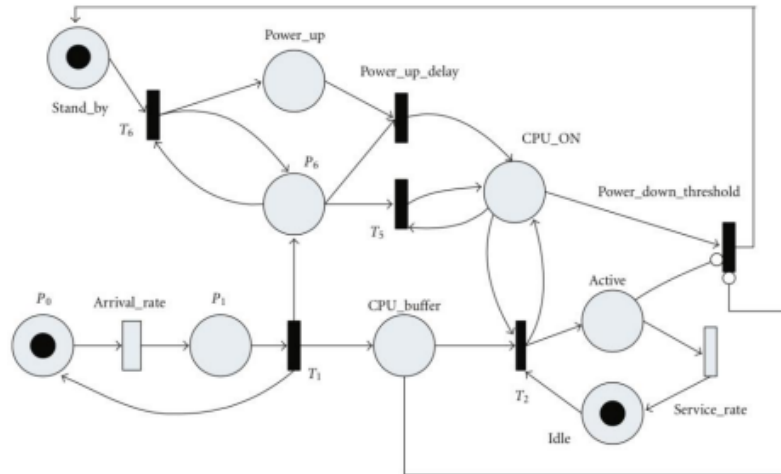 Power_up
Stand_by
Power_up_delay
T6
CPU_ON
P6
Power_down_threshold
T5
P0
Arrival_rate
P1
CPU_buffer
Active
T1
T2
Service_rate
Idle